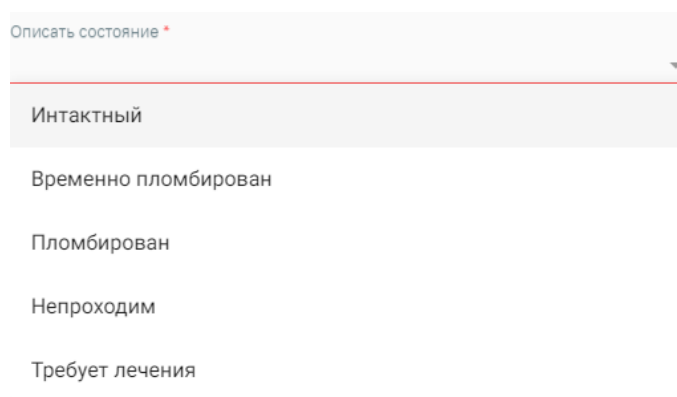 Описать состояние *
Интактный
Временно пломбирован
Пломбирован
Непроходим
Требует лечения